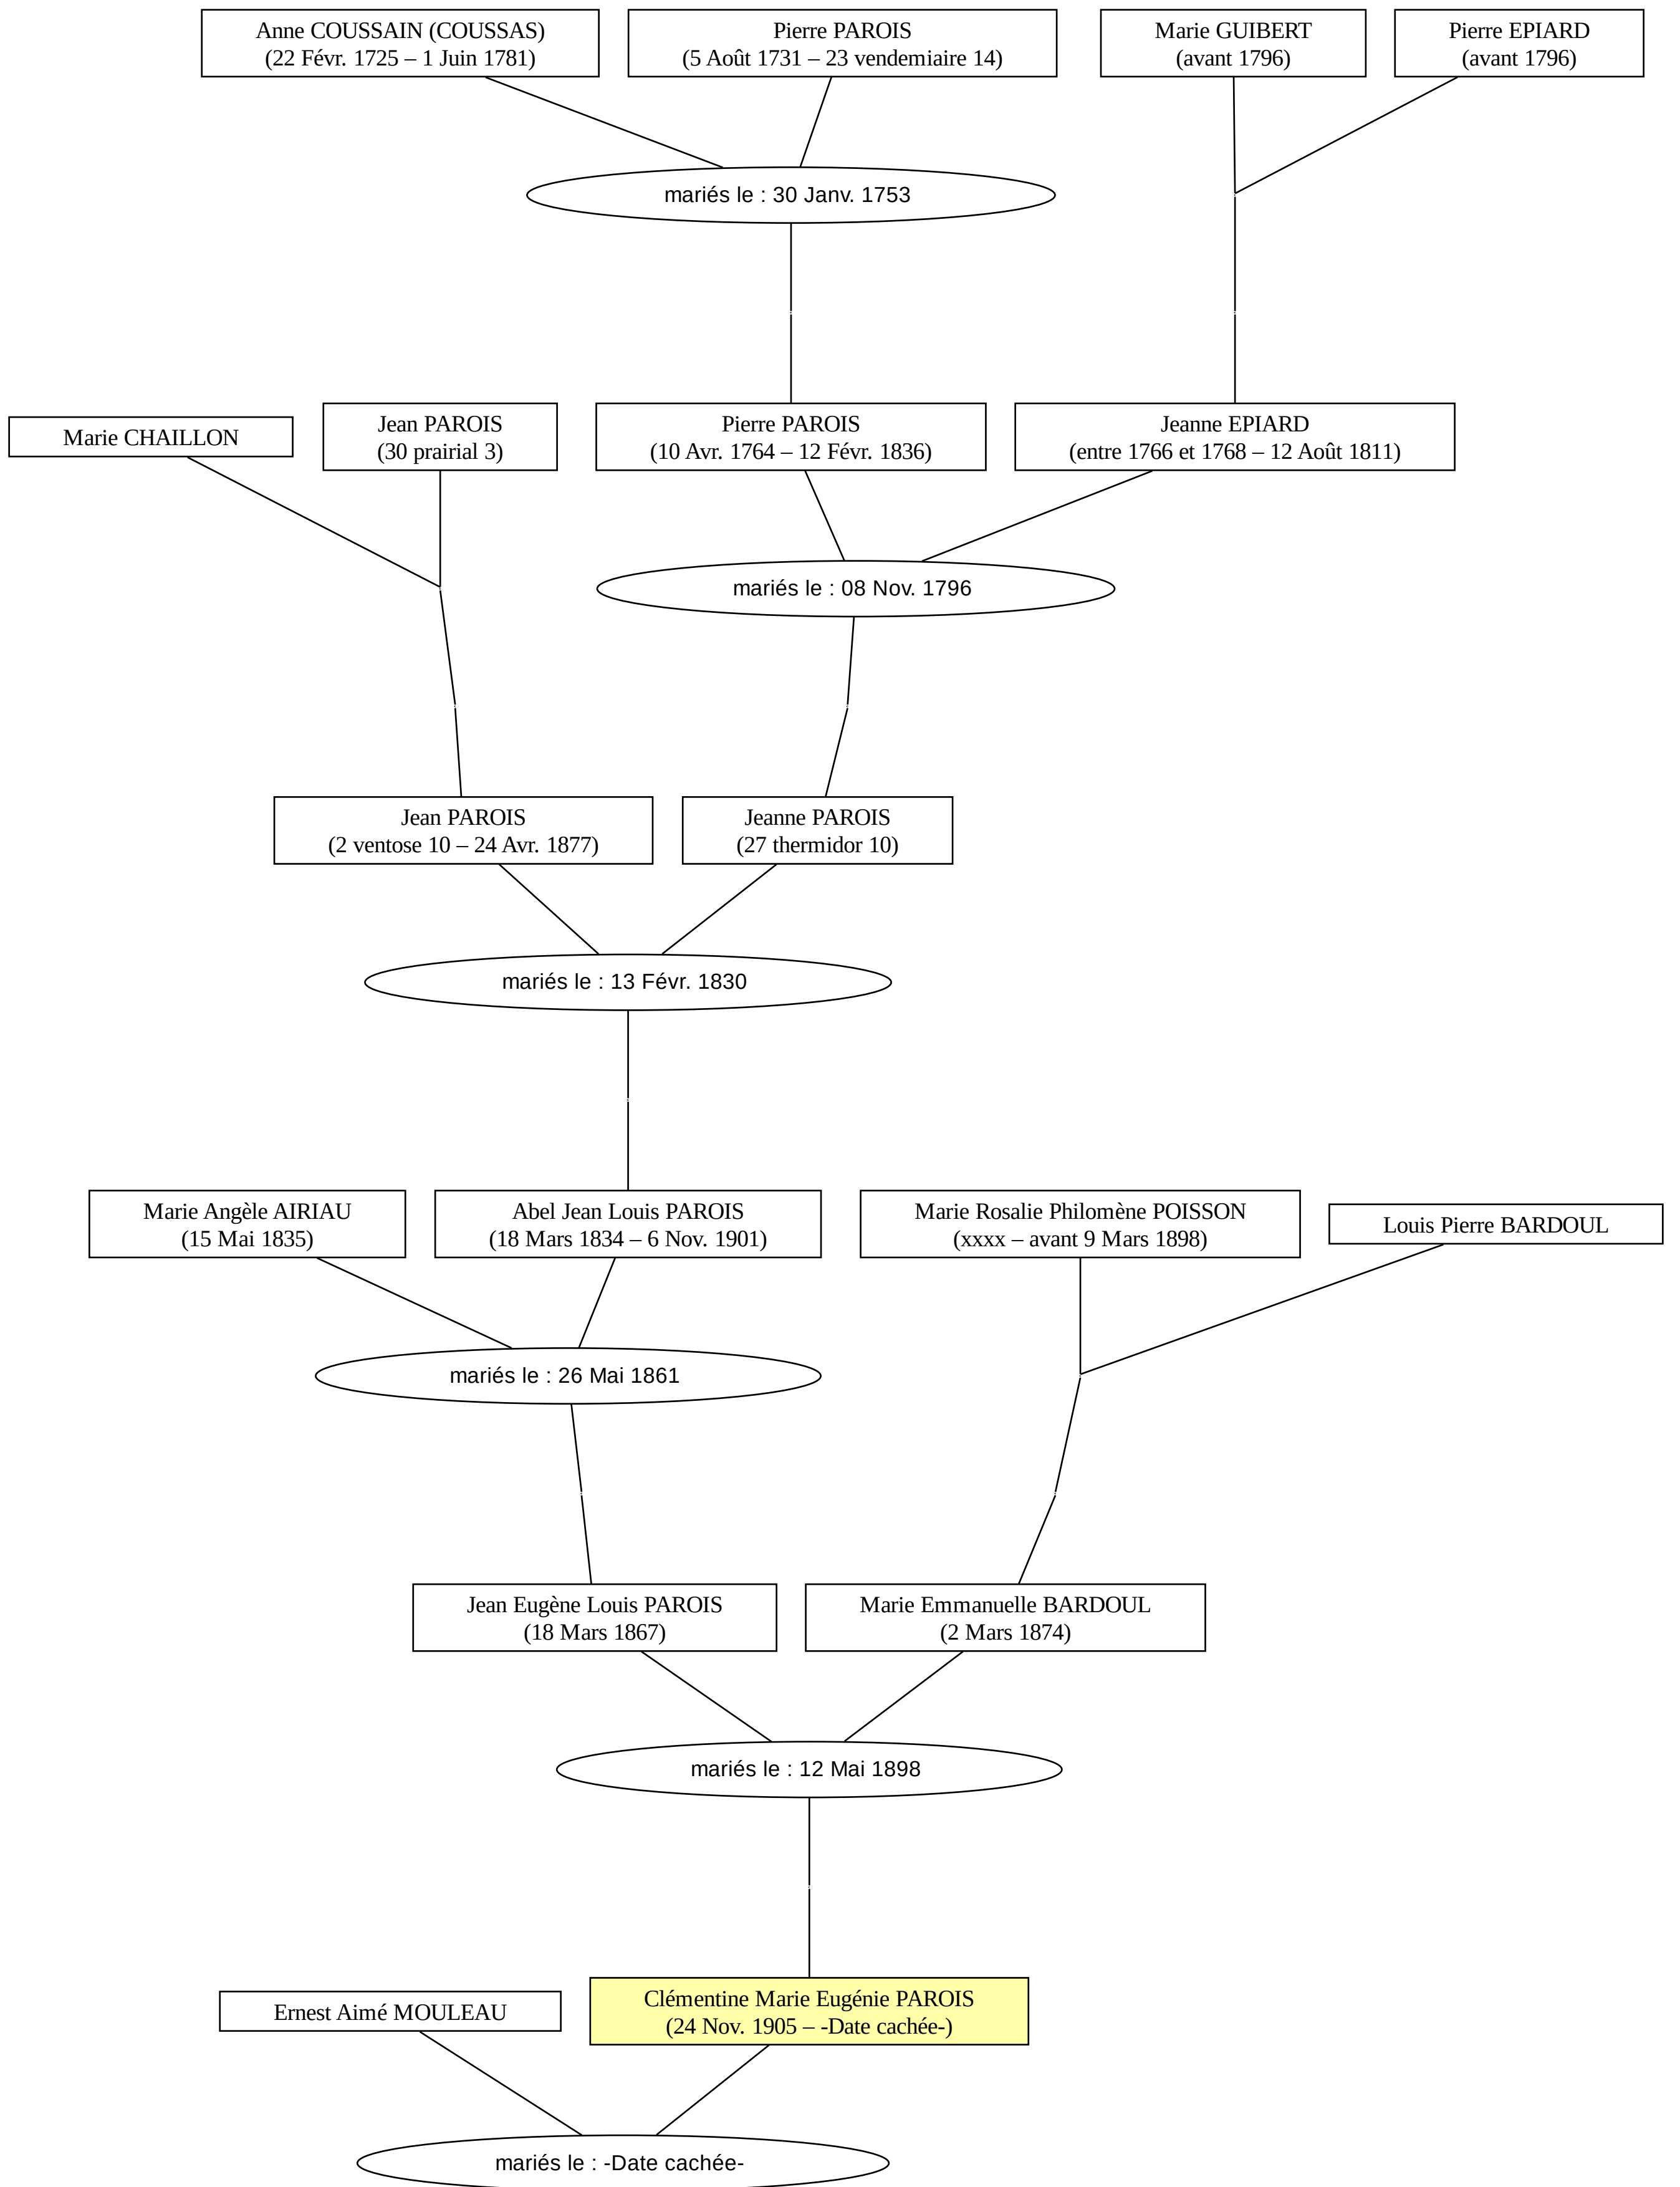 Anne COUSSAIN (COUSSAS)
(22 Févr. 1725 – 1 Juin 1781)
Pierre PAROIS
(5 Août 1731 – 23 vendemiaire 14)
Marie GUIBERT
(avant 1796)
Pierre EPIARD
(avant 1796)
mariés le : 30 Janv. 1753
Marie CHAILLON
Jean PAROIS
(30 prairial 3)
Pierre PAROIS
(10 Avr. 1764 – 12 Févr. 1836)
Jeanne EPIARD
(entre 1766 et 1768 – 12 Août 1811)
mariés le : 08 Nov. 1796
Jean PAROIS
(2 ventose 10 – 24 Avr. 1877)
Jeanne PAROIS
(27 thermidor 10)
mariés le : 13 Févr. 1830
Marie Angèle AIRIAU
(15 Mai 1835)
Abel Jean Louis PAROIS
(18 Mars 1834 – 6 Nov. 1901)
Marie Rosalie Philomène POISSON
(xxxx – avant 9 Mars 1898)
Louis Pierre BARDOUL
mariés le : 26 Mai 1861
Jean Eugène Louis PAROIS
(18 Mars 1867)
Marie Emmanuelle BARDOUL
(2 Mars 1874)
mariés le : 12 Mai 1898
Ernest Aimé MOULEAU
Clémentine Marie Eugénie PAROIS
(24 Nov. 1905 – -Date cachée-)
mariés le : -Date cachée-